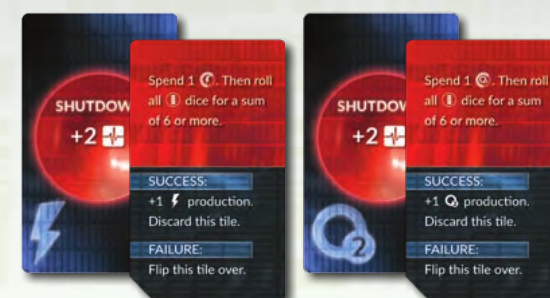 SHUTDOW
+2
Spend 1 . Then roll
all dice for a sum
of 6 or more.
SUCCESS:
+1 production.
Discard this tile.
FAILURE:
Flip this tile over.
SHUTDOW
+2
O2
Spend 1 . Then roll
all dice for a sum
of 6 or more.
SUCCESS:
+1 O2 production.
Discard this tile.
FAILURE:
Flip this tile over.